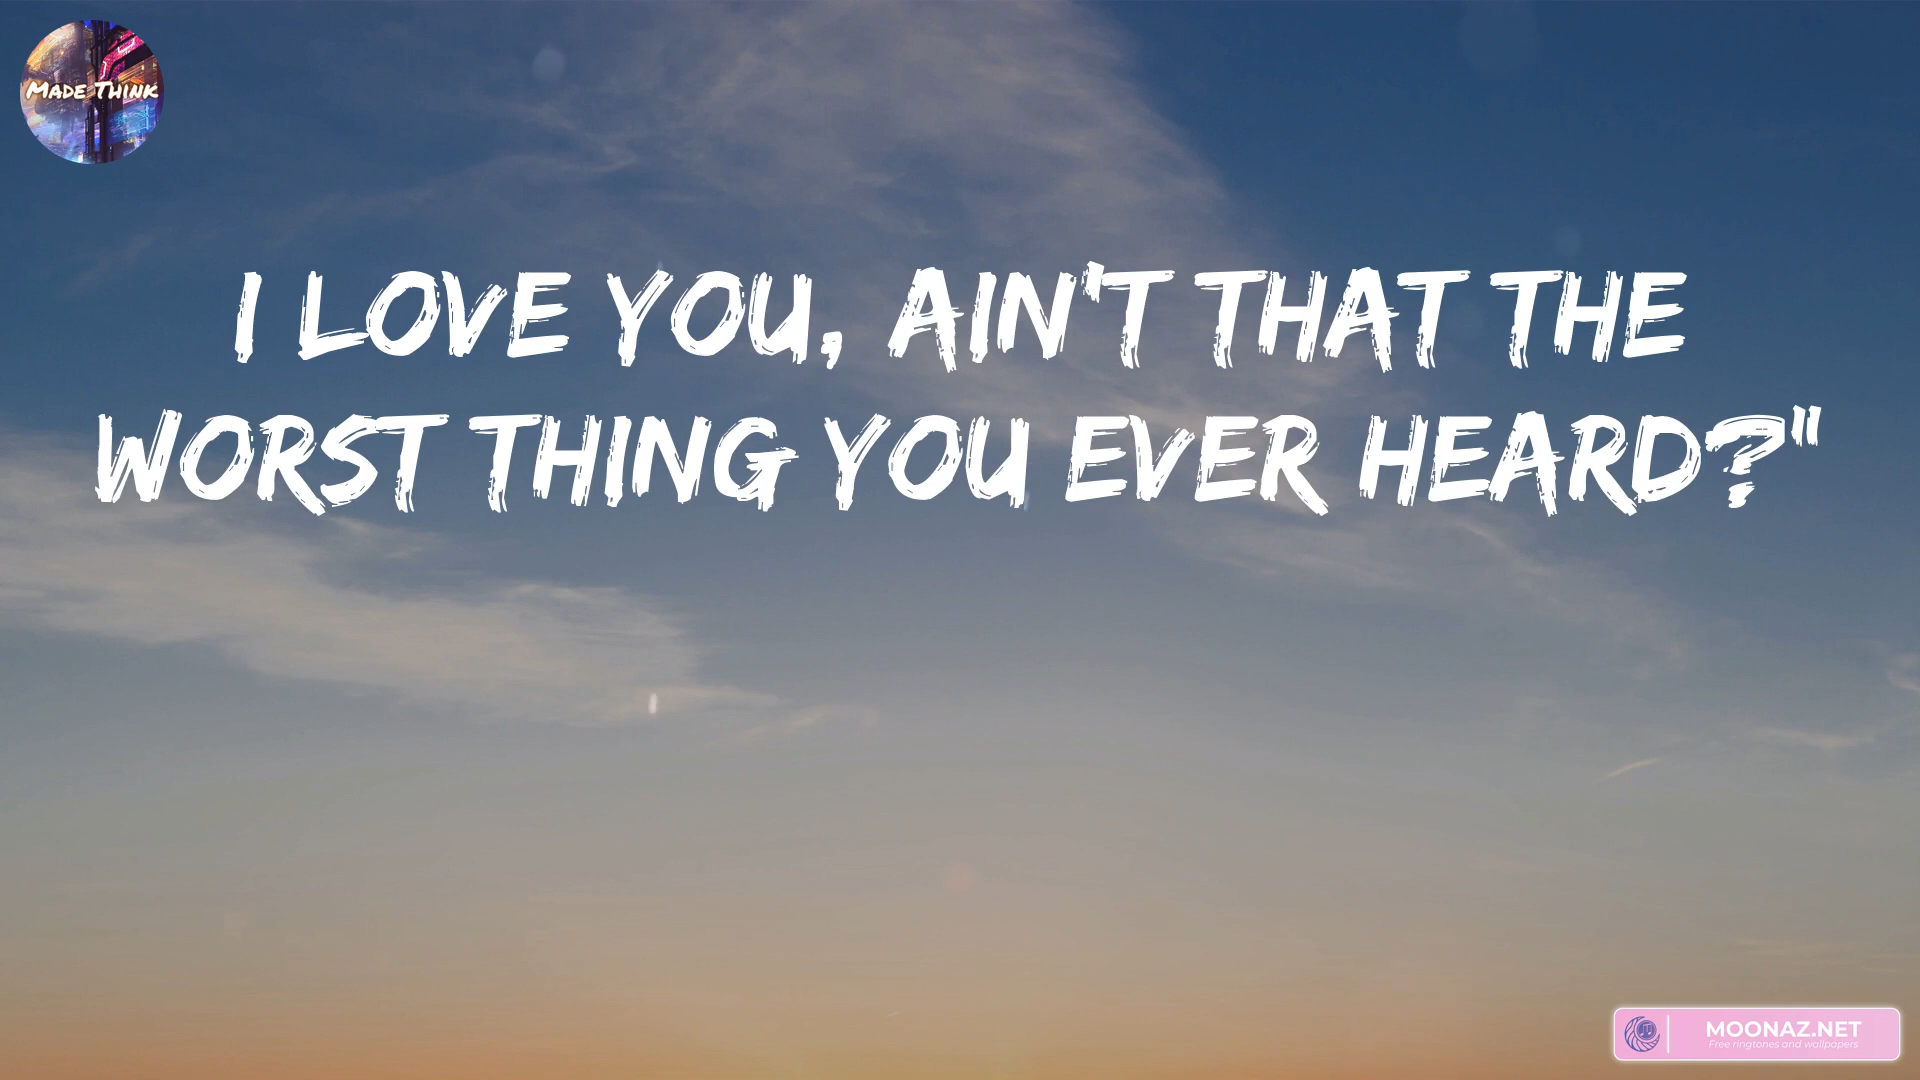 MADE THINK
I LOVE YOU, AIN'T THAT THE
WORST THING YOU EVER HEARD?"
MOONAZ.NET
Free ringtones and wallpapers